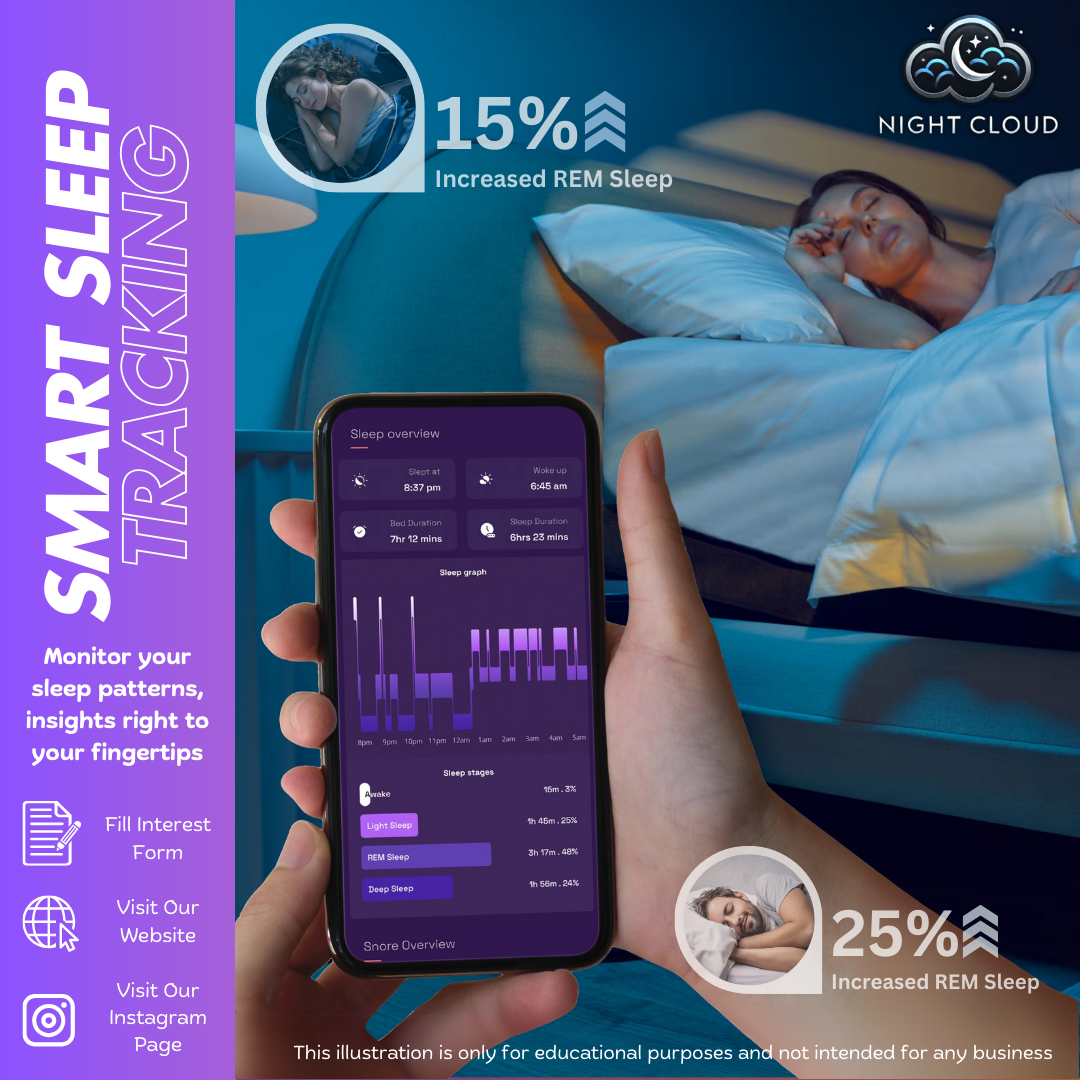 SMART SLEEP
TRACKING
Monitor your
sleep patterns,
insights right to
your fingertips
Fill Interest
Form
Visit Our
Website
Visit Our
Instagram
Page
15%
Increased REM Sleep
NIGHT CLOUD
Sleep overview
Slept at
8:37 pm
Woke up
6:45 am
Bed Duration
7hr 12 mins
Sleep Duration
6hrs 23 mins
Sleep graph
8pm 9pm 10pm 11pm 12am 1am 2am 3am 4am 5am
Sleep stages
Awake 15m . 3%
Light Sleep 1h 45m . 25%
REM Sleep 3h 17m . 48%
Deep Sleep 1h 56m . 24%
Snore Overview
25%
Increased REM Sleep
This illustration is only for educational purposes and not intended for any business